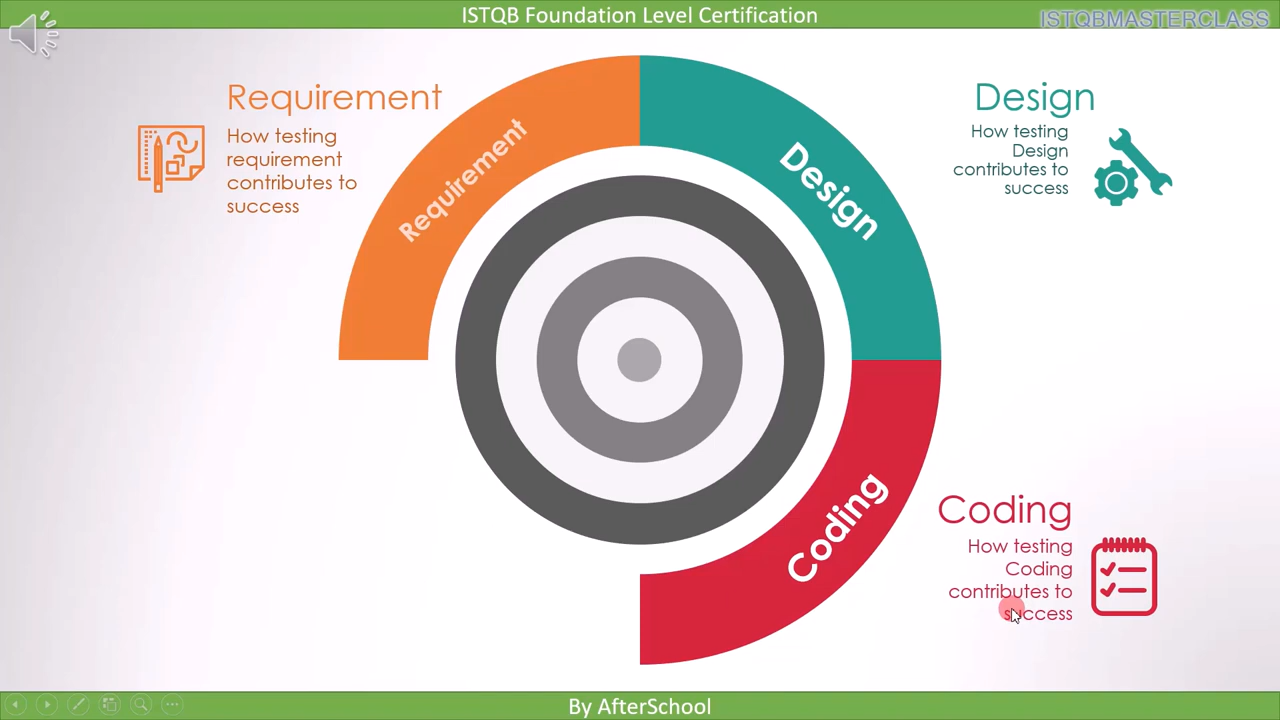 ISTQB Foundation Level Certification
ISTQBMASTERCLASS
Requirement
How testing
requirement
contributes to
success
Requirement
Design
Design
How testing
Design
contributes to
success
Coding
Coding
How testing
Coding
contributes to
success
By AfterSchool